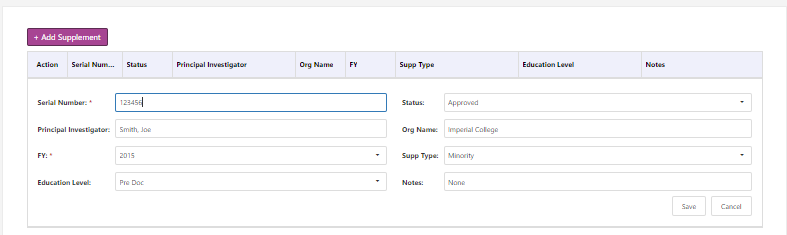 + Add Supplement
Action Serial Num... Status Principal Investigator Org Name FY Supp Type Education Level Notes
Serial Number: * 123456 Status: Approved
Principal Investigator: Smith, Joe Org Name: Imperial College
FY: * 2015 Supp Type: Minority
Education Level: Pre Doc Notes: None
Save Cancel